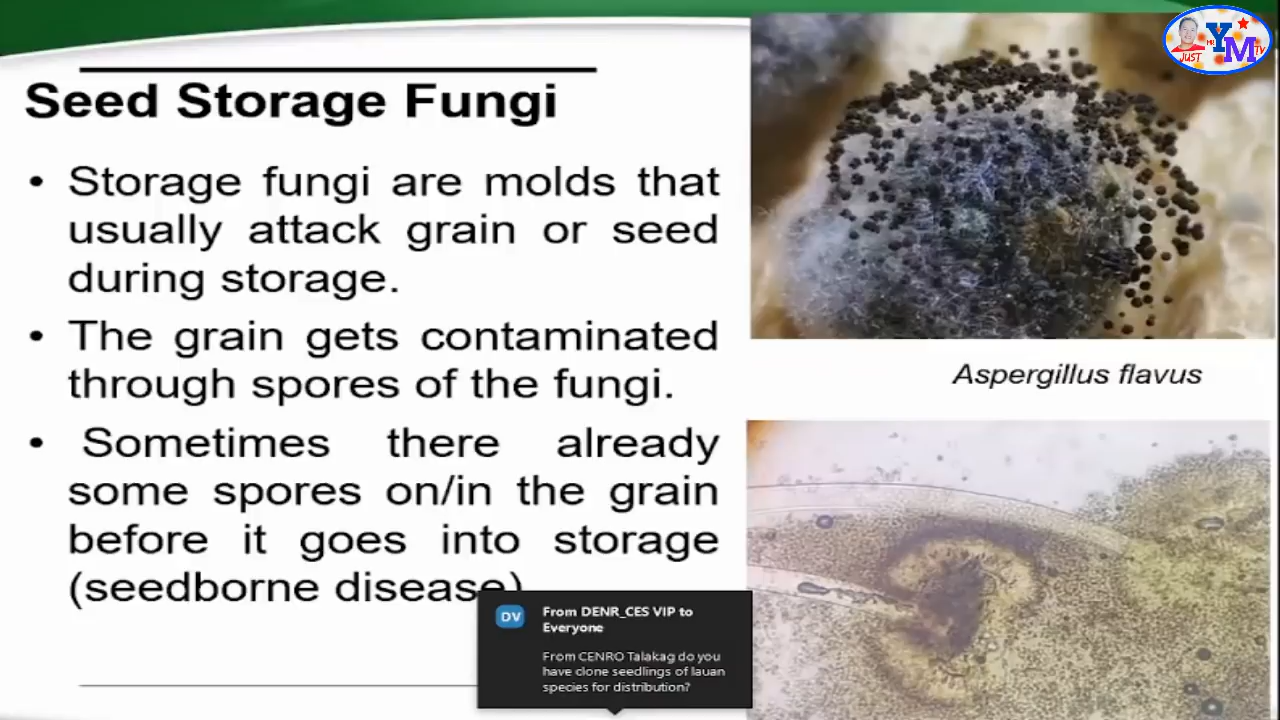 Seed Storage Fungi
• Storage fungi are molds that
usually attack grain or seed
during storage.
• The grain gets contaminated
through spores of the fungi.
• Sometimes there already
some spores on/in the grain
before it goes into storage
(seedborne disease)
Aspergillus flavus
DV
From DENR_CES VIP to
Everyone
From CENRO Talakag do you
have clone seedlings of lauan
species for distribution?
JUST
MR
YM
TV